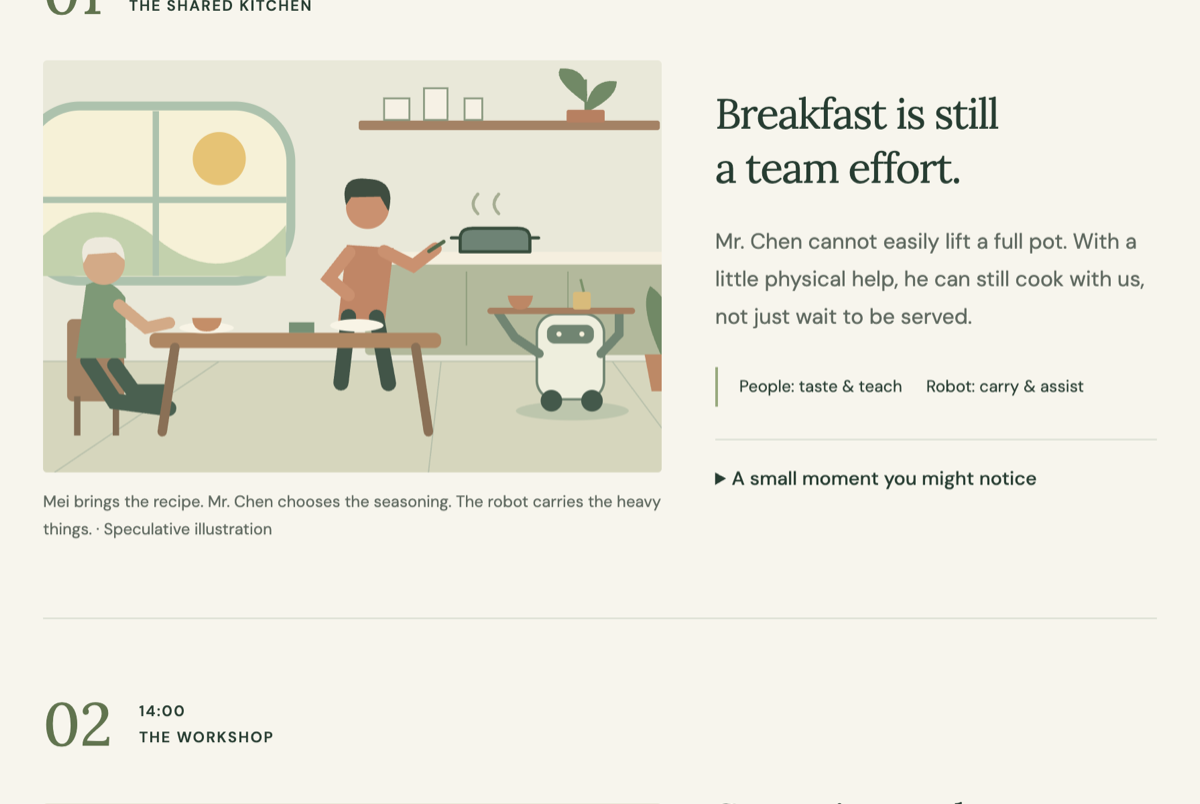 01
THE SHARED KITCHEN
Breakfast is still
a team effort.
Mr. Chen cannot easily lift a full pot. With a
little physical help, he can still cook with us,
not just wait to be served.
People: taste & teach Robot: carry & assist
A small moment you might notice
Mei brings the recipe. Mr. Chen chooses the seasoning. The robot carries the heavy
things. · Speculative illustration
02
14:00
THE WORKSHOP